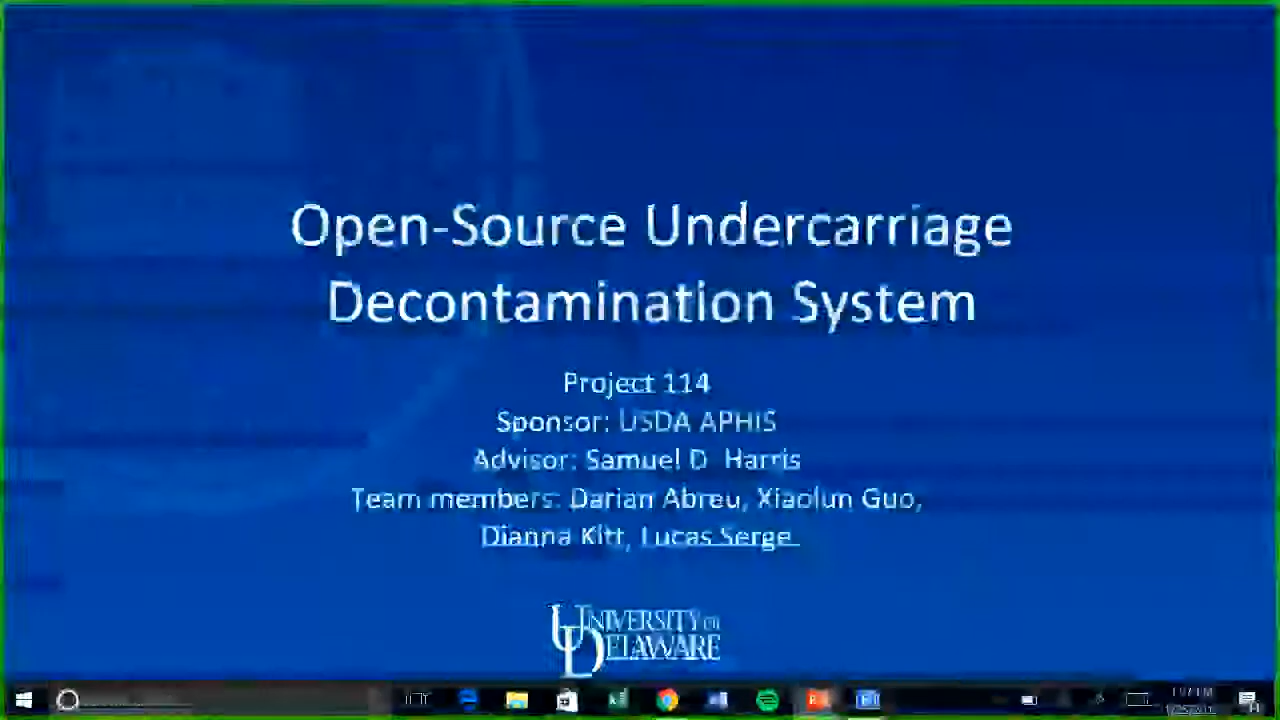 Open-Source Undercarriage
Decontamination System
Project 114
Sponsor: USDA APHIS
Advisor: Samuel D Harris
Team members: Darian Abreu, Xiaolun Guo,
Dianna Kitt, Lucas Serge
UNIVERSITY OF
DELAWARE